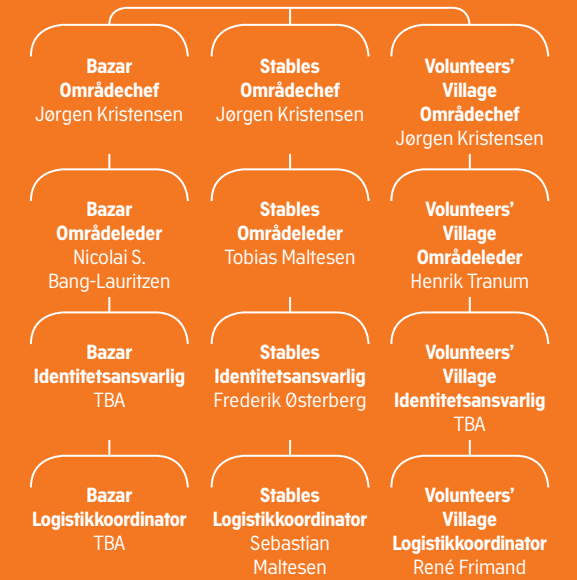 Bazar
Områdechef
Jørgen Kristensen
Stables
Områdechef
Jørgen Kristensen
Volunteers'
Village
Områdechef
Jørgen Kristensen
Bazar
Områdeleder
Nicolai S.
Bang-Lauritzen
Stables
Områdeleder
Tobias Maltesen
Volunteers'
Village
Områdeleder
Henrik Tranum
Bazar
Identitetsansvarlig
TBA
Stables
Identitetsansvarlig
Frederik Østerberg
Volunteers'
Village
Identitetsansvarlig
TBA
Bazar
Logistikkoordinator
TBA
Stables
Logistikkoordinator
Sebastian
Maltesen
Volunteers'
Village
Logistikkoordinator
René Frimand